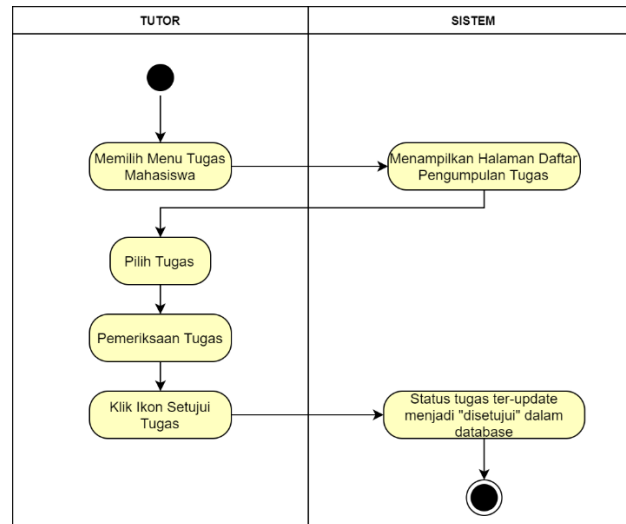 TUTOR
SISTEM
Memilih Menu Tugas
Mahasiswa
Menampilkan Halaman Daftar
Pengumpulan Tugas
Pilih Tugas
Pemeriksaan Tugas
Klik Ikon Setujui
Tugas
Status tugas ter-update
menjadi "disetujui" dalam
database